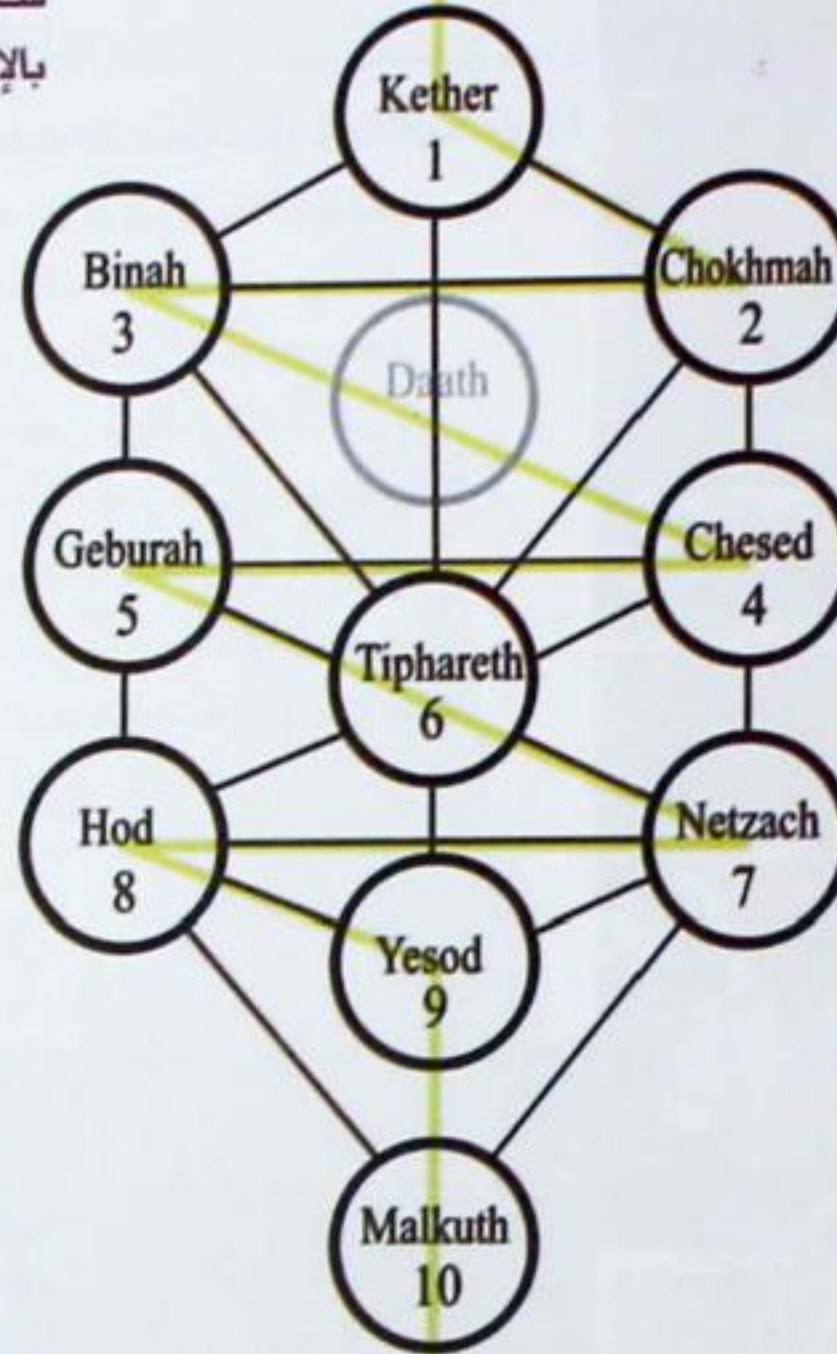 Kether
1
Binah
3
Chokhmah
2
Daath
Geburah
5
Chesed
4
Tiphareth
6
Hod
8
Netzach
7
Yesod
9
Malkuth
10